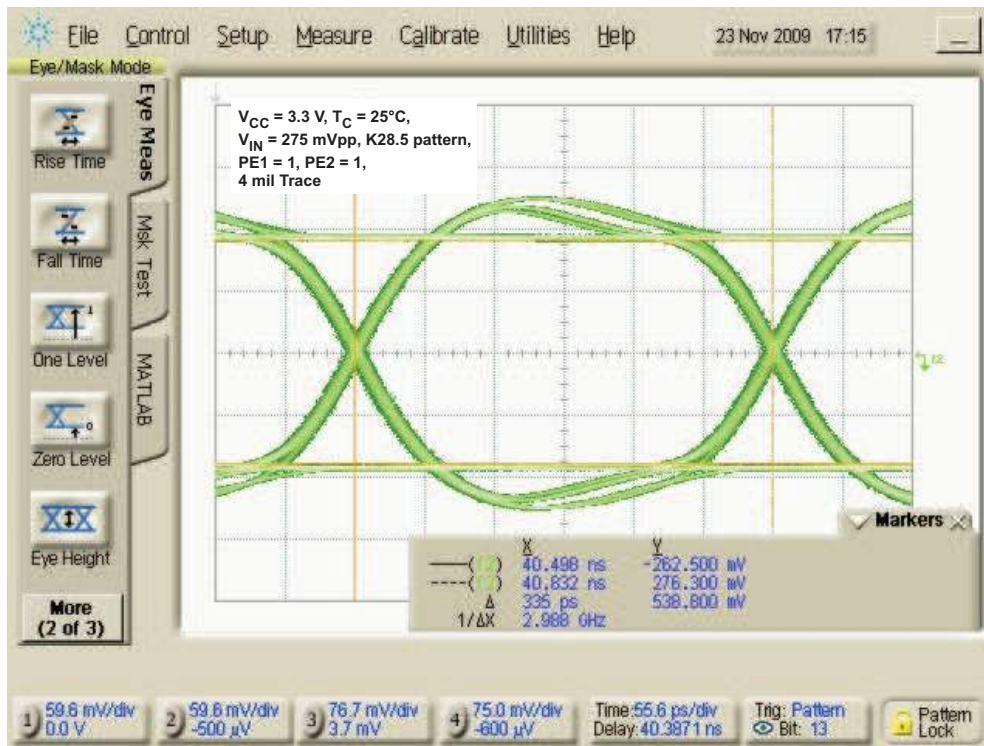 File Control Setup Measure Calibrate Utilities Help 23 Nov 2009 17:15
Eye/Mask Mode
Eye Meas
Msk Test
MATLAB
Rise Time
Fall Time
One Level
Zero Level
Eye Height
More
(2 of 3)
VCC = 3.3 V, TC = 25°C,
VIN = 275 mVpp, K28.5 pattern,
PE1 = 1, PE2 = 1,
4 mil Trace
Markers
X Y
40.498 ns -262.500 mV
40.832 ns 276.300 mV
Δ 335 ps 538.800 mV
1/ΔX 2.988 GHz
1) 59.6 mV/div
0.0 V
2) 59.6 mV/div
-500 µV
3) 76.7 mV/div
3.7 mV
4) 75.0 mV/div
-600 µV
Time:55.6 ps/div
Delay:40.3871 ns
Trig: Pattern
Bit: 13
Pattern
Lock